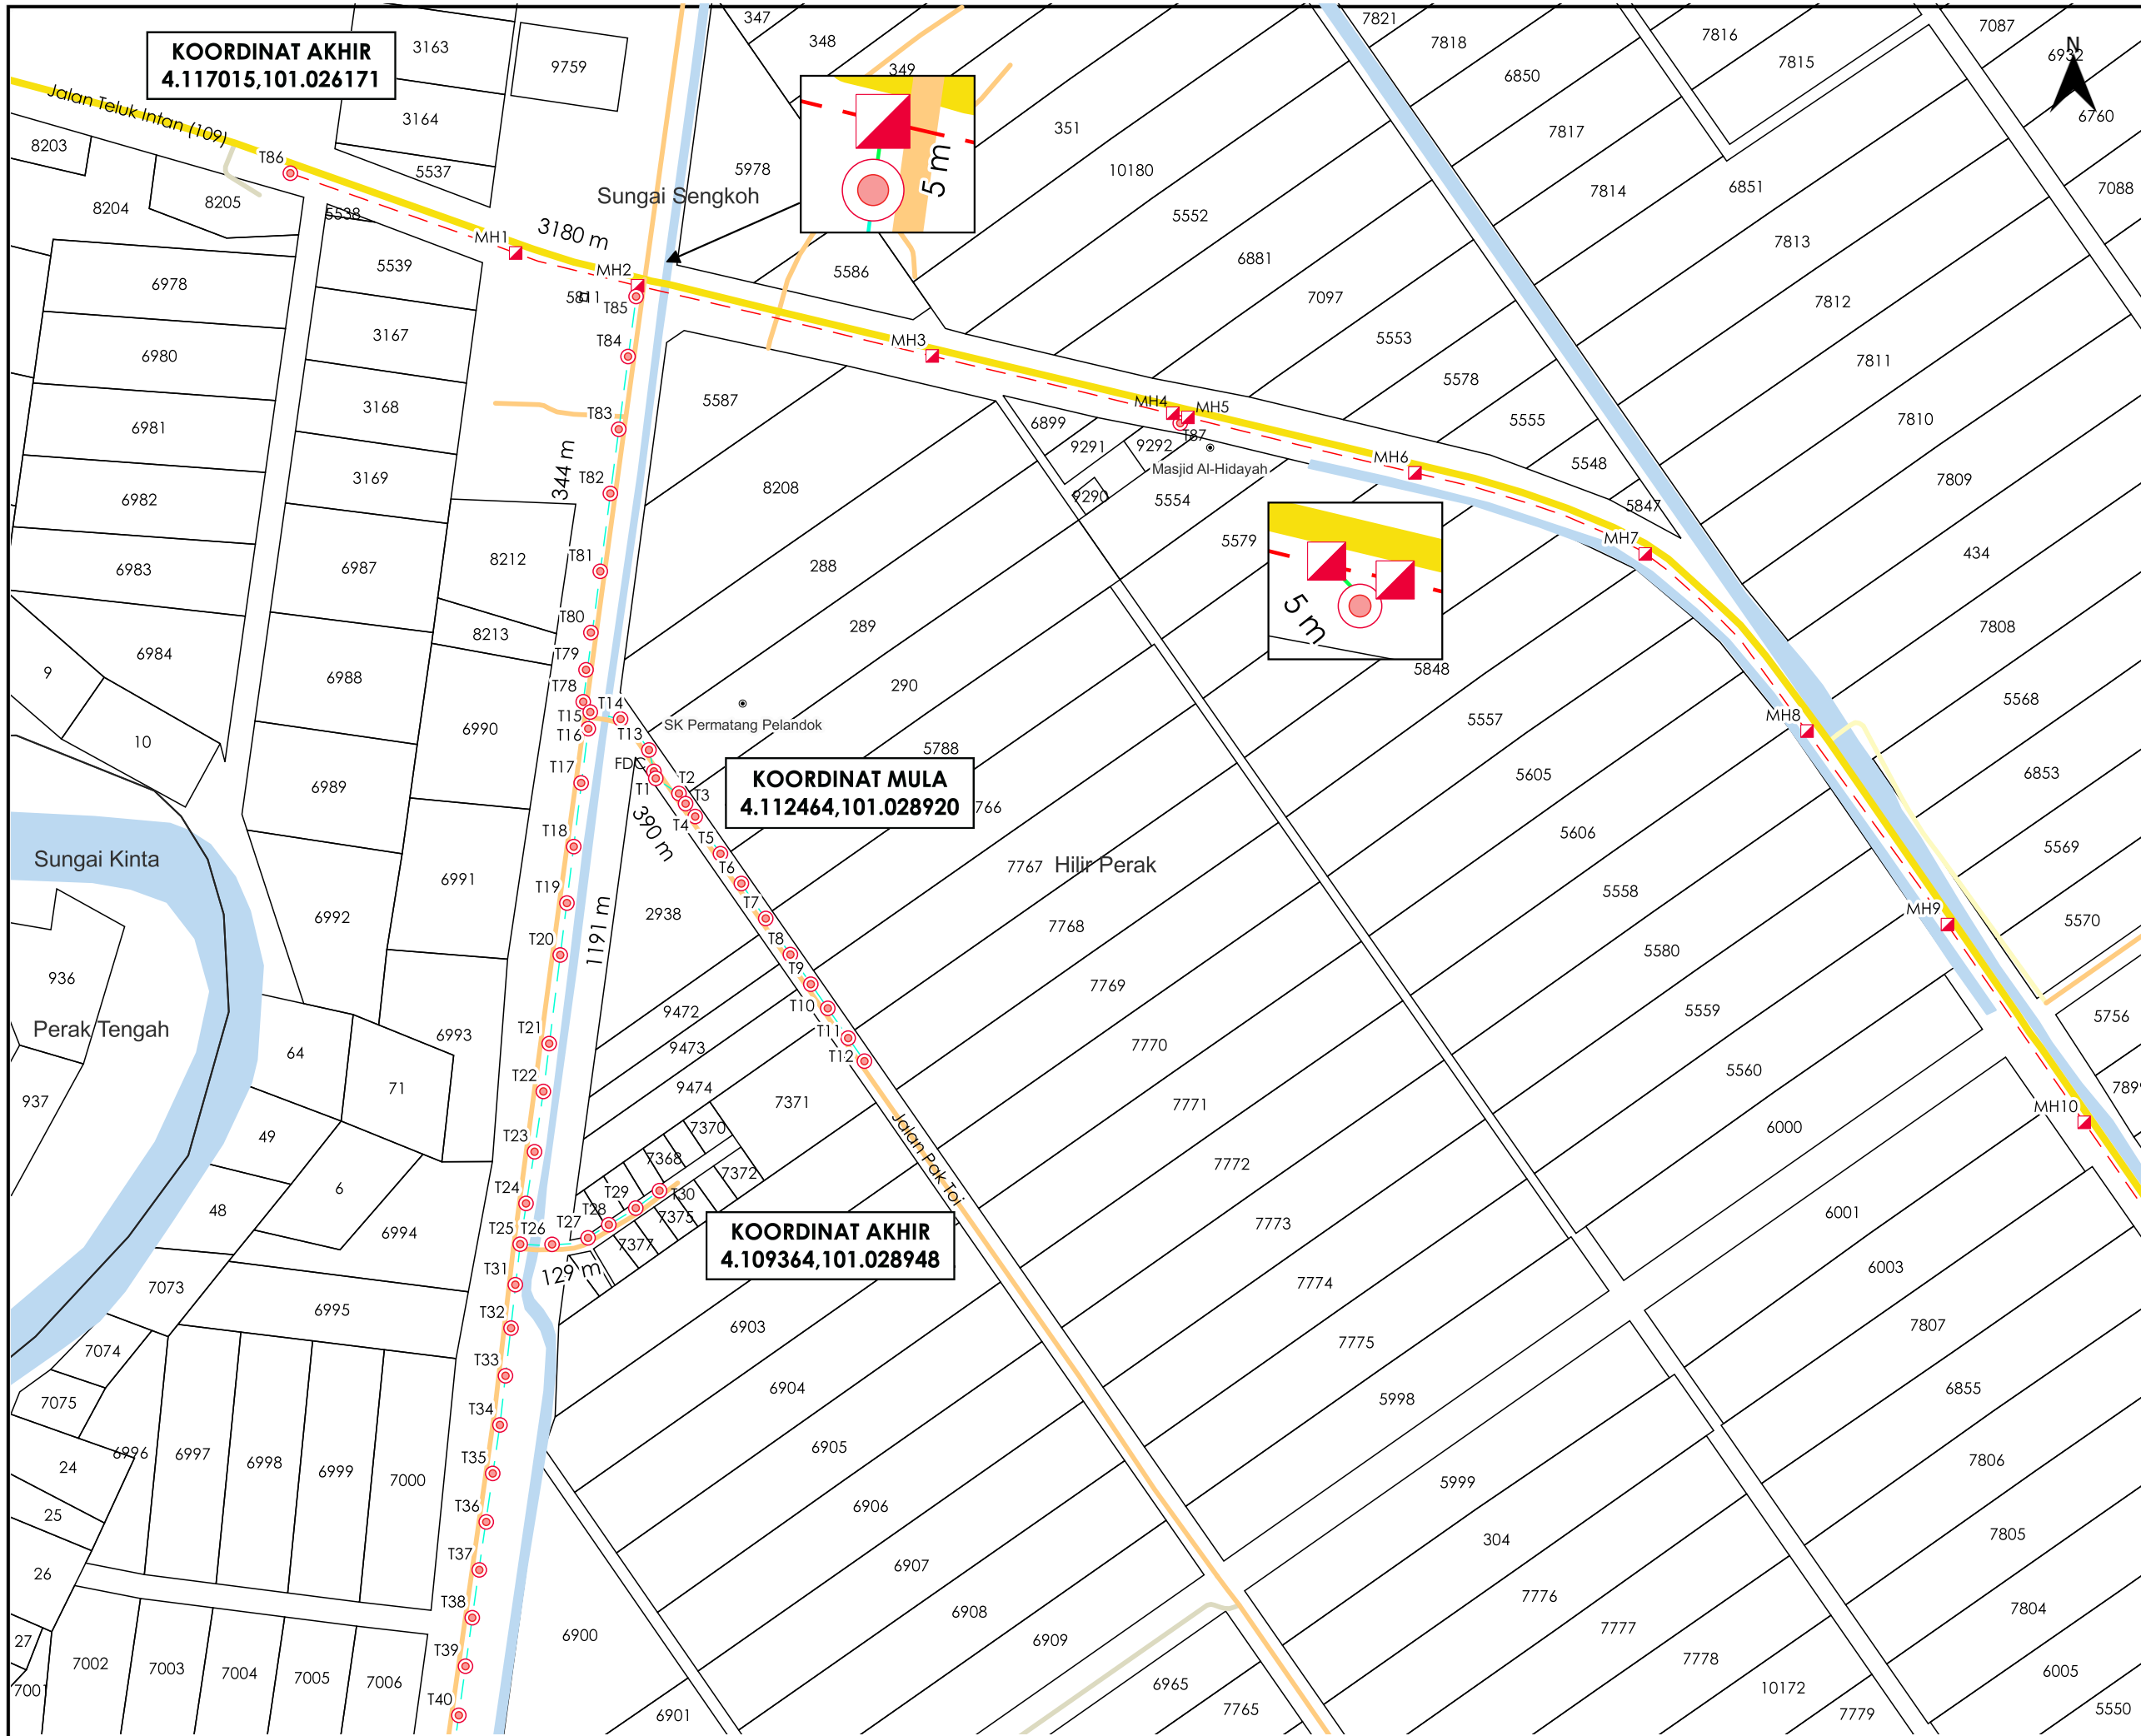 KOORDINAT AKHIR
4.117015,101.026171
3163
9759
347
348
349
7821
7818
7816
7815
7087
N
6932
Jalan Teluk Intan (109)
3164
5537
8203
T86
8204
8205
5538
5978
Sungai Sengkoh
5 m
351
10180
5552
6850
7817
7814
6851
6760
7088
MH1
3180 m
MH2
5811
T85
5586
6881
7097
7813
7812
6978
5539
6980
3167
T84
MH3
5553
5578
7811
6981
3168
T83
5587
MH4
MH5
T87
6899
9291
9292
9290
Masjid Al-Hidayah
MH6
5555
5548
5847
7810
7809
6982
3169
344 m
T82
8208
5554
5579
MH7
434
6983
6987
8212
T81
288
5 m
6984
8213
T80
289
5848
7808
9
6988
T79
T78
290
5557
5568
10
6990
T14
T15
T16
T13
SK Permatang Pelandok
5788
MH8
6989
T17
FDC
T1
T2
T3
T4
KOORDINAT MULA
4.112464,101.028920
766
5605
6853
390 m
Sungai Kinta
6991
T18
T5
T6
7767
Hilir Perak
5606
5569
6992
T19
1191 m
2938
T7
7768
5558
MH9
5570
936
T20
T8
T9
7769
5580
Perak Tengah
6993
9472
T10
5559
5756
64
T21
9473
T11
T12
7770
5560
937
71
T22
9474
7371
7771
7899
MH10
49
T23
7370
7368
7372
Jalan Pak Toi
7772
6000
48
6
6994
T24
T25
T26
T27
T28
T29
T30
7375
7377
KOORDINAT AKHIR
4.109364,101.028948
7773
6001
7073
6995
T31
129 m
7774
6003
7074
T32
6903
7775
7807
7075
T33
6904
5998
6855
24
6996
6997
6998
6999
7000
T34
T35
6905
5999
7806
25
T36
6906
304
7805
26
T37
6907
7776
27
T38
6908
7777
7804
7001
7002
7003
7004
7005
7006
T39
6900
6909
7778
6005
T40
6901
6965
7765
10172
7779
5550